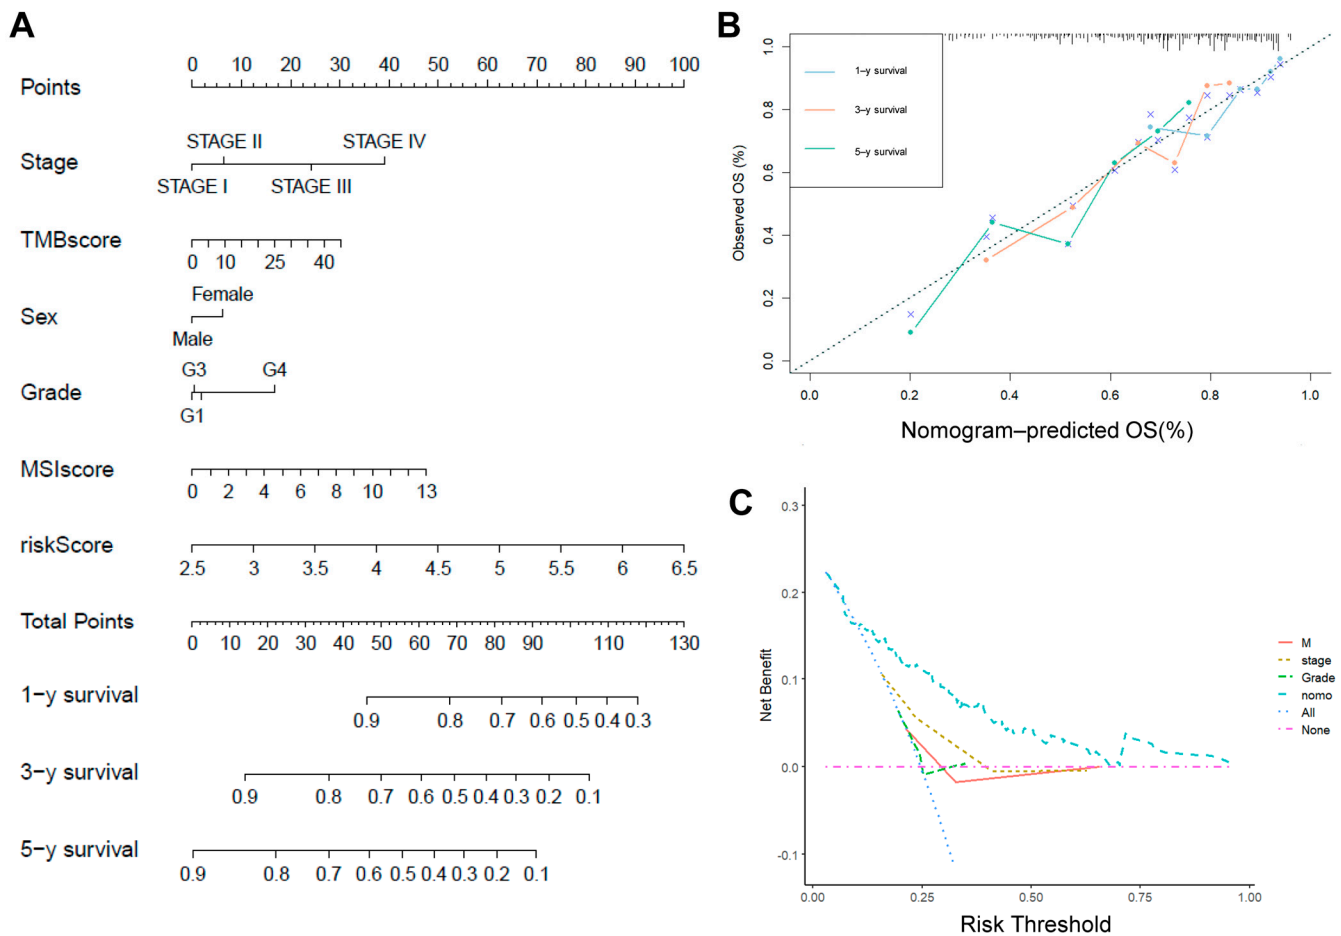 A
Points
0 10 20 30 40 50 60 70 80 90 100
STAGE II STAGE IV
Stage
STAGE I STAGE III
TMBscore
0 10 25 40
Female
Sex
Male
G3 G4
Grade
G1
MSIscore
0 2 4 6 8 10 13
riskScore
2.5 3 3.5 4 4.5 5 5.5 6 6.5
Total Points
0 10 20 30 40 50 60 70 80 90 110 130
1−y survival
0.9 0.8 0.7 0.6 0.5 0.4 0.3
3−y survival
0.9 0.8 0.7 0.6 0.5 0.4 0.3 0.2 0.1
5−y survival
0.9 0.8 0.7 0.6 0.5 0.4 0.3 0.2 0.1
B
Observed OS (%)
1.0
0.8
0.6
0.4
0.2
0.0
1–y survival
3–y survival
5–y survival
0.0 0.2 0.4 0.6 0.8 1.0
Nomogram–predicted OS(%)
C
Net Benefit
0.3
0.2
0.1
0.0
-0.1
M
stage
Grade
nomo
All
None
0.00 0.25 0.50 0.75 1.00
Risk Threshold